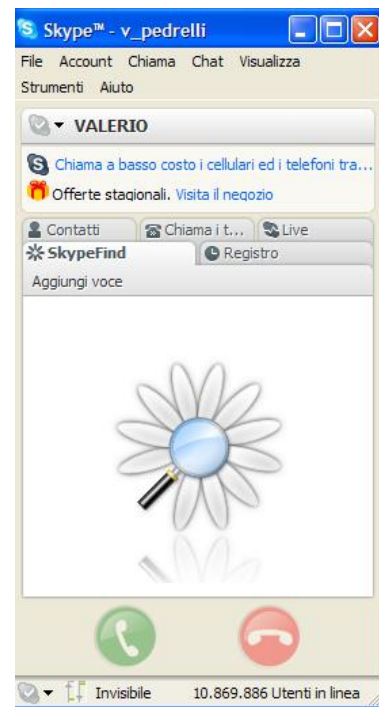 Skype™ - v_pedrelli
File Account Chiama Chat Visualizza
Strumenti Aiuto
VALERIO
Chiama a basso costo i cellulari ed i telefoni tra...
Offerte stagionali. Visita il negozio
Contatti Chiama i t... Live
SkypeFind Registro
Aggiungi voce
Invisibile 10.869.886 Utenti in linea